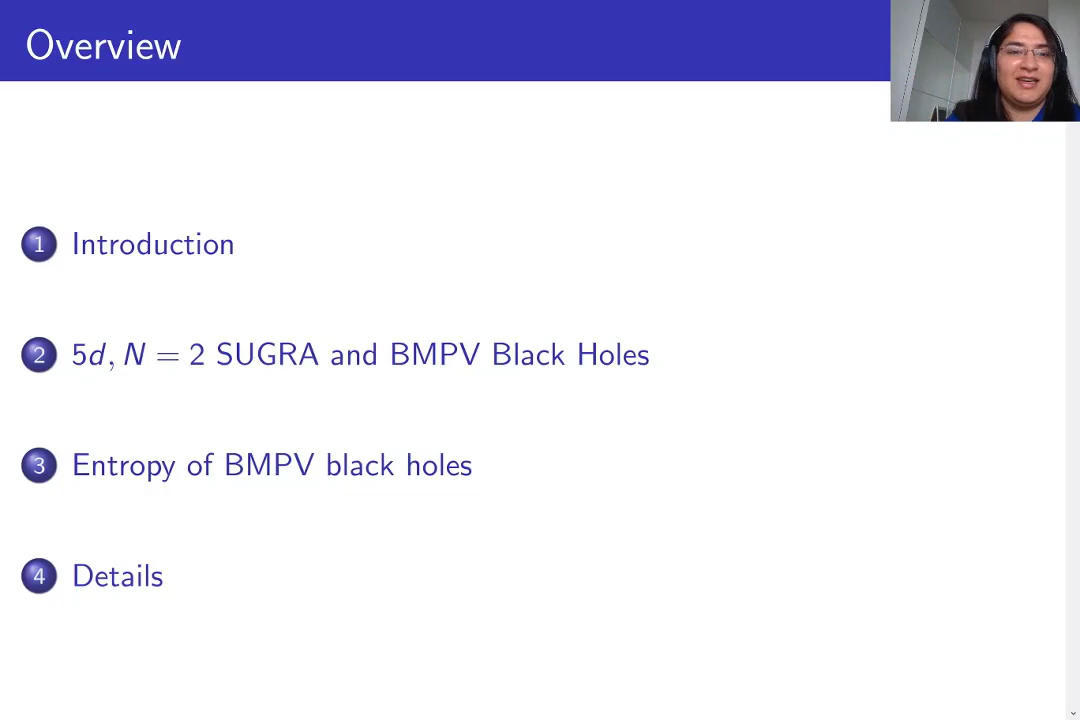 Overview
1 Introduction
2 5d, N = 2 SUGRA and BMPV Black Holes
3 Entropy of BMPV black holes
4 Details